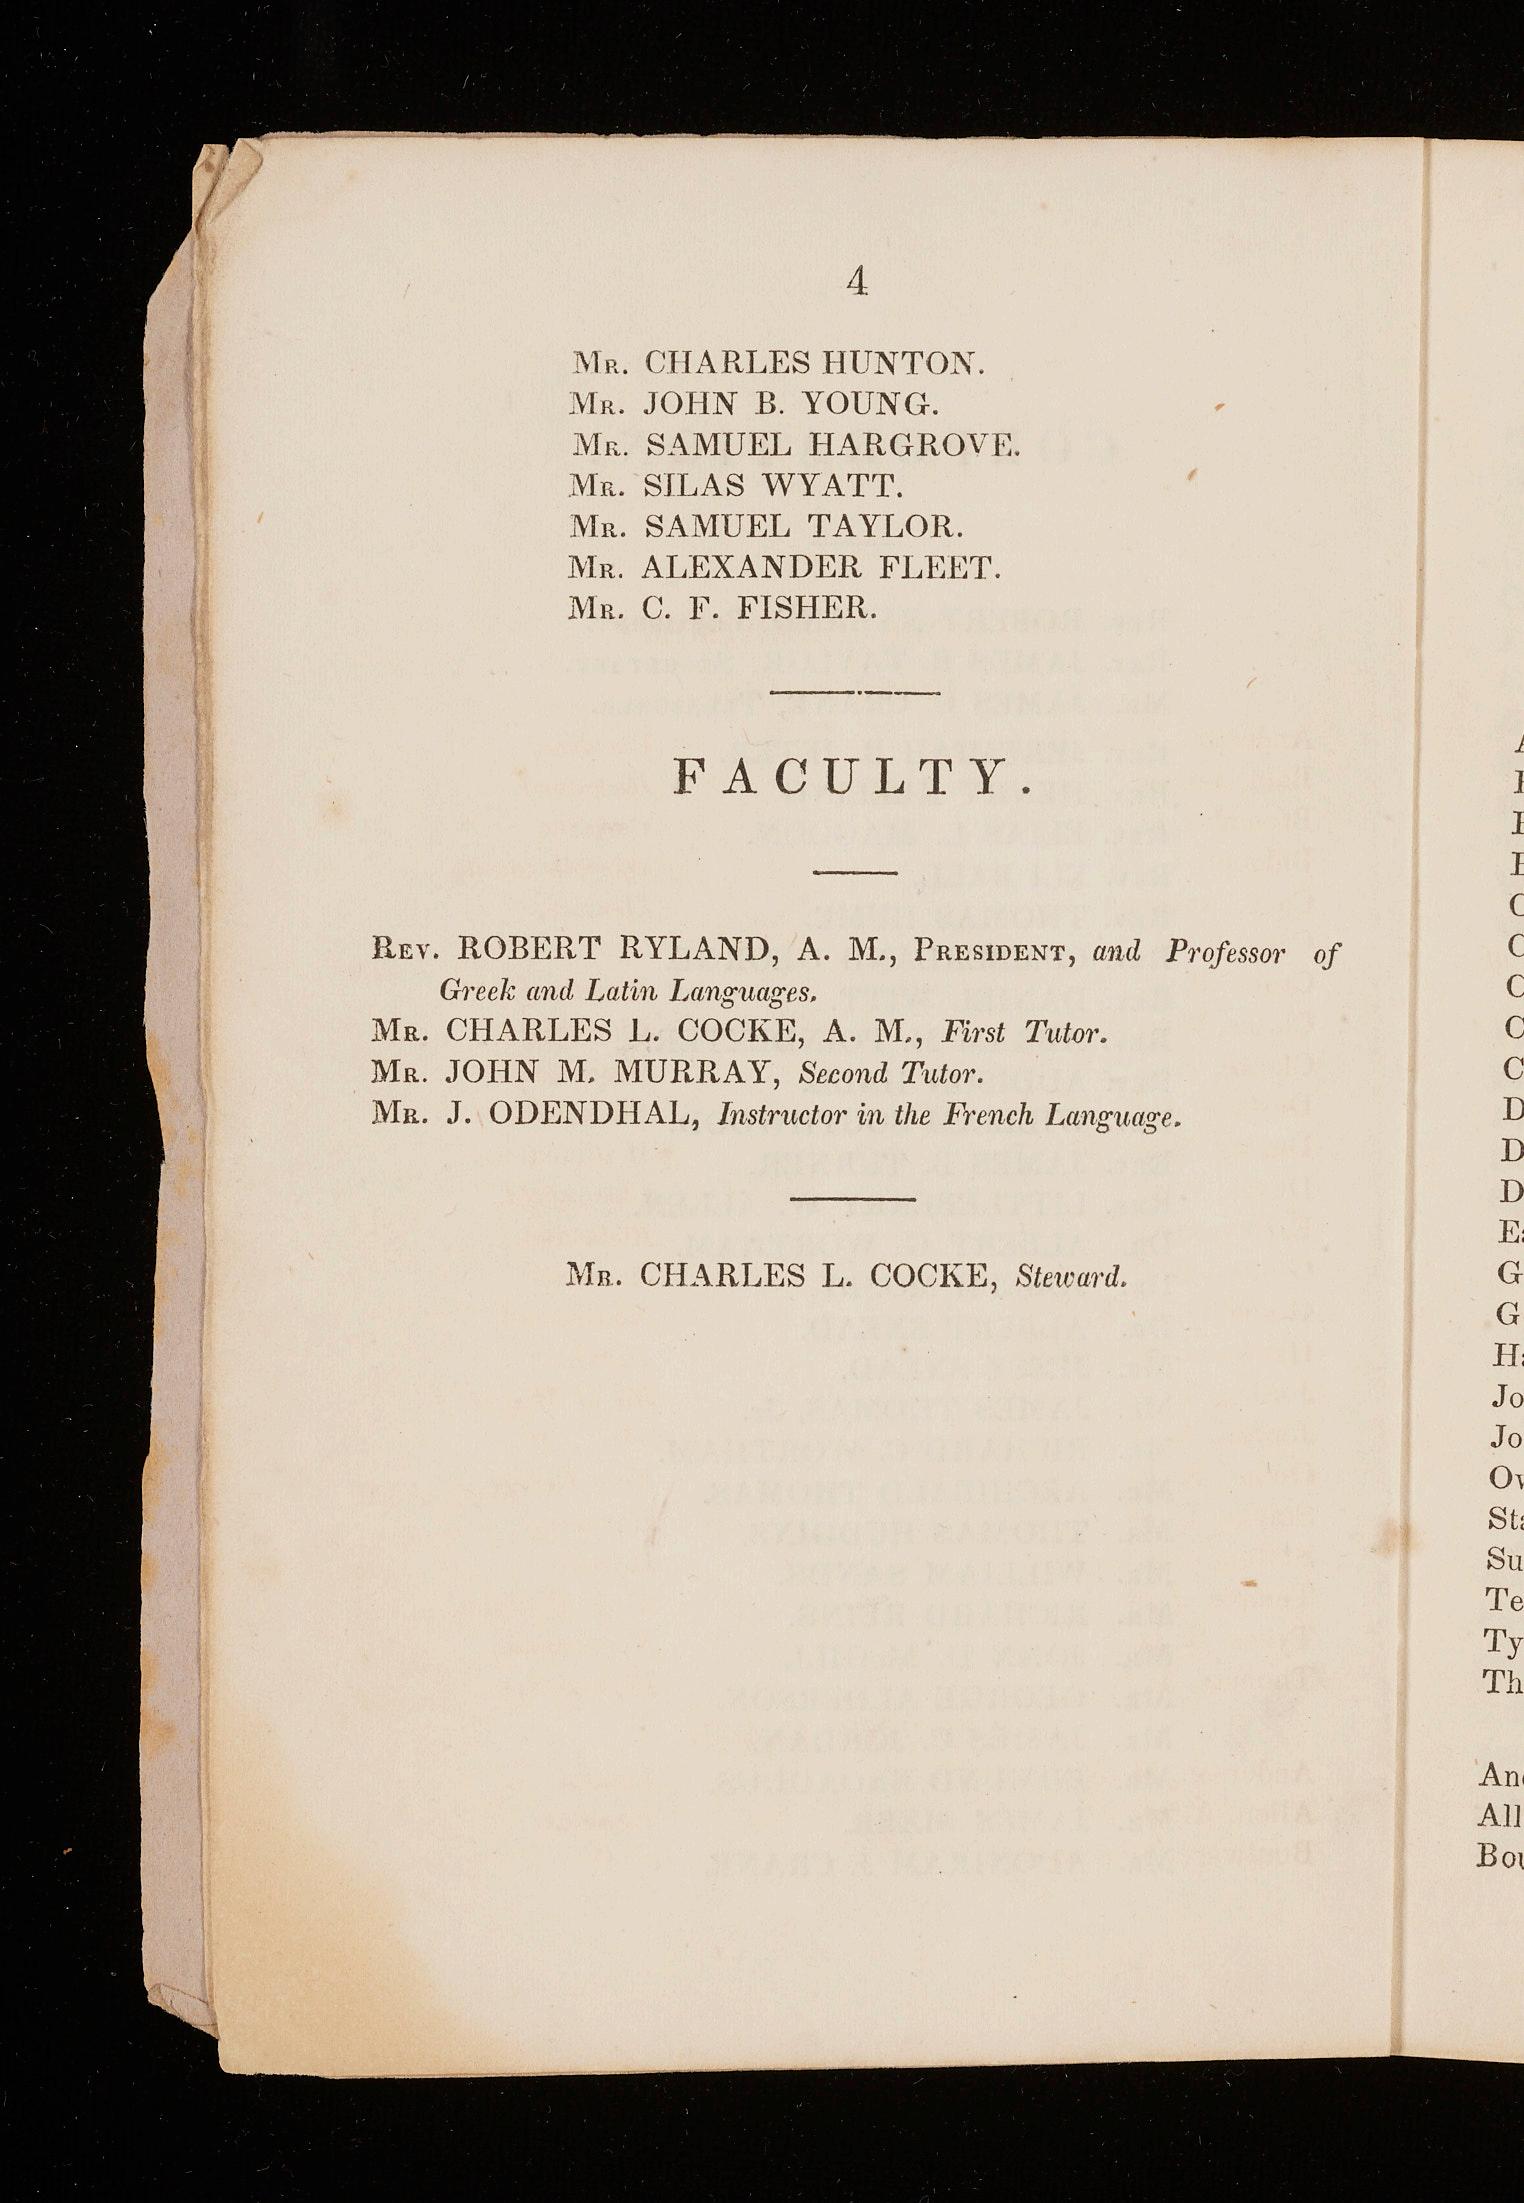 4
Mr. CHARLES HUNTON.
Mr. JOHN B. YOUNG.
Mr. SAMUEL HARGROVE.
Mr. SILAS WYATT.
Mr. SAMUEL TAYLOR.
Mr. ALEXANDER FLEET.
Mr. C. F. FISHER.
FACULTY.
Rev. ROBERT RYLAND, A. M., President, and Professor of
Greek and Latin Languages.
Mr. CHARLES L. COCKE, A. M., First Tutor.
Mr. JOHN M. MURRAY, Second Tutor.
Mr. J. ODENDHAL, Instructor in the French Language.
Mr. CHARLES L. COCKE, Steward.